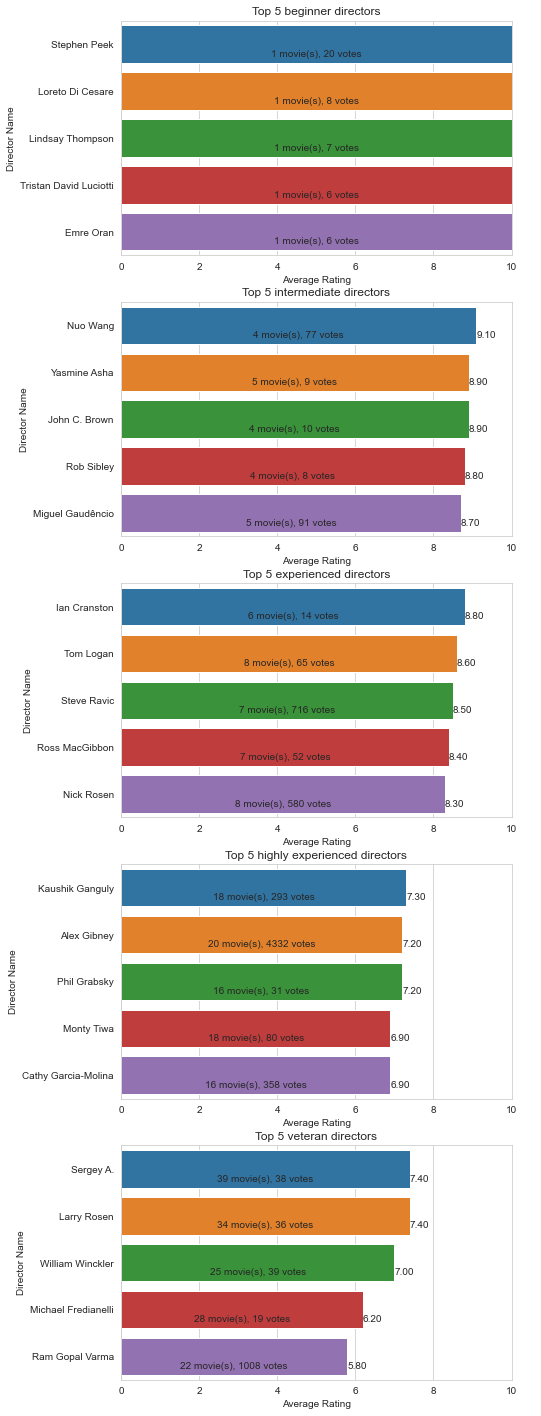 Top 5 beginner directors
Director Name
Stephen Peek
1 movie(s), 20 votes
Loreto Di Cesare
1 movie(s), 8 votes
Lindsay Thompson
1 movie(s), 7 votes
Tristan David Luciotti
1 movie(s), 6 votes
Emre Oran
1 movie(s), 6 votes
0 2 4 6 8 10
Average Rating
Top 5 intermediate directors
Director Name
Nuo Wang
4 movie(s), 77 votes 9.10
Yasmine Asha
5 movie(s), 9 votes 8.90
John C. Brown
4 movie(s), 10 votes 8.90
Rob Sibley
4 movie(s), 8 votes 8.80
Miguel Gaudêncio
5 movie(s), 91 votes 8.70
0 2 4 6 8 10
Average Rating
Top 5 experienced directors
Director Name
Ian Cranston
6 movie(s), 14 votes 8.80
Tom Logan
8 movie(s), 65 votes 8.60
Steve Ravic
7 movie(s), 716 votes 8.50
Ross MacGibbon
7 movie(s), 52 votes 8.40
Nick Rosen
8 movie(s), 580 votes 8.30
0 2 4 6 8 10
Average Rating
Top 5 highly experienced directors
Director Name
Kaushik Ganguly
18 movie(s), 293 votes 7.30
Alex Gibney
20 movie(s), 4332 votes 7.20
Phil Grabsky
16 movie(s), 31 votes 7.20
Monty Tiwa
18 movie(s), 80 votes 6.90
Cathy Garcia-Molina
16 movie(s), 358 votes 6.90
0 2 4 6 8 10
Average Rating
Top 5 veteran directors
Director Name
Sergey A.
39 movie(s), 38 votes 7.40
Larry Rosen
34 movie(s), 36 votes 7.40
William Winckler
25 movie(s), 39 votes 7.00
Michael Fredianelli
28 movie(s), 19 votes 6.20
Ram Gopal Varma
22 movie(s), 1008 votes 5.80
0 2 4 6 8 10
Average Rating